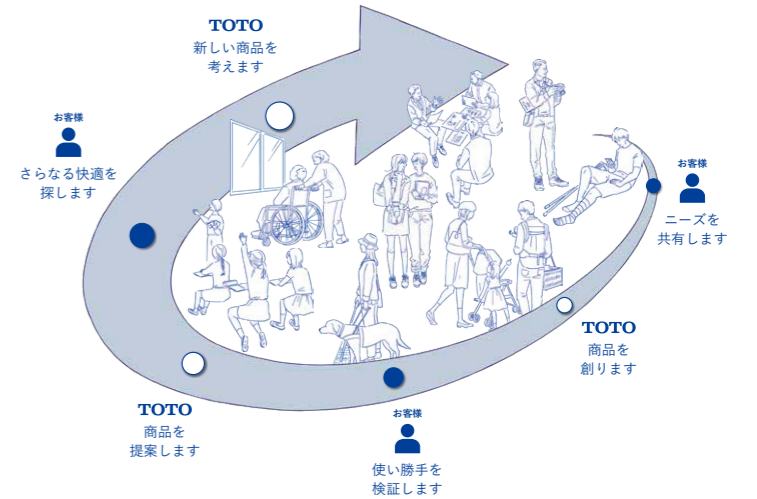 TOTO
新しい商品を
考えます
お客様
さらなる快適を
探します
お客様
ニーズを
共有します
TOTO
商品を
創ります
TOTO
商品を
提案します
お客様
使い勝手を
検証します